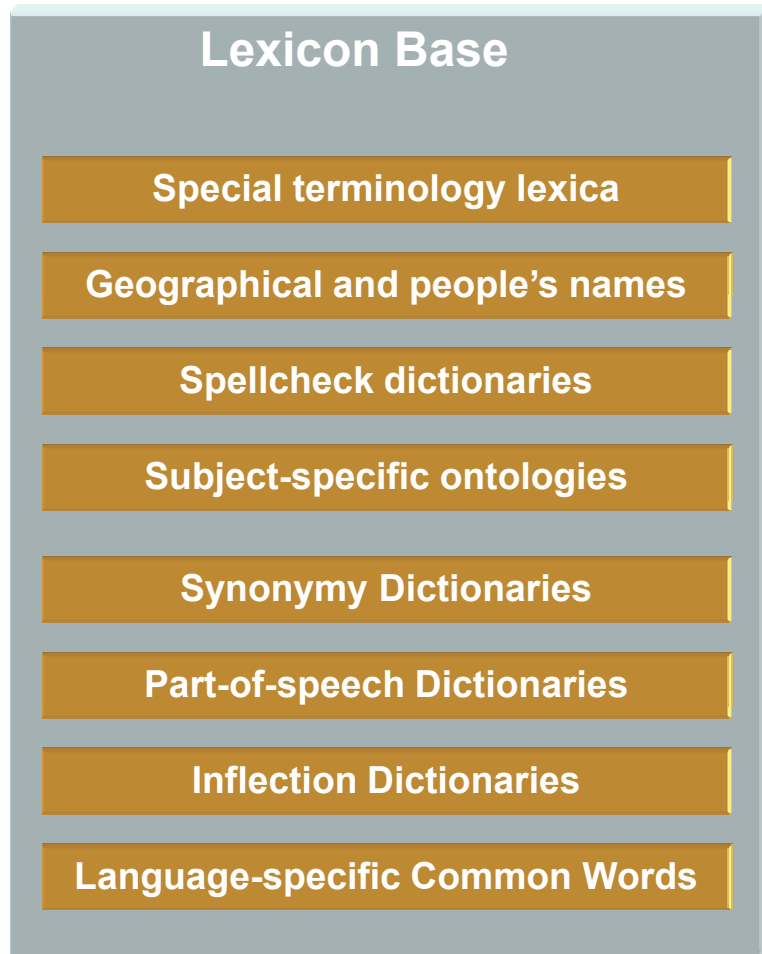 Lexicon Base
Special terminology lexica
Geographical and people’s names
Spellcheck dictionaries
Subject-specific ontologies
Synonymy Dictionaries
Part-of-speech Dictionaries
Inflection Dictionaries
Language-specific Common Words